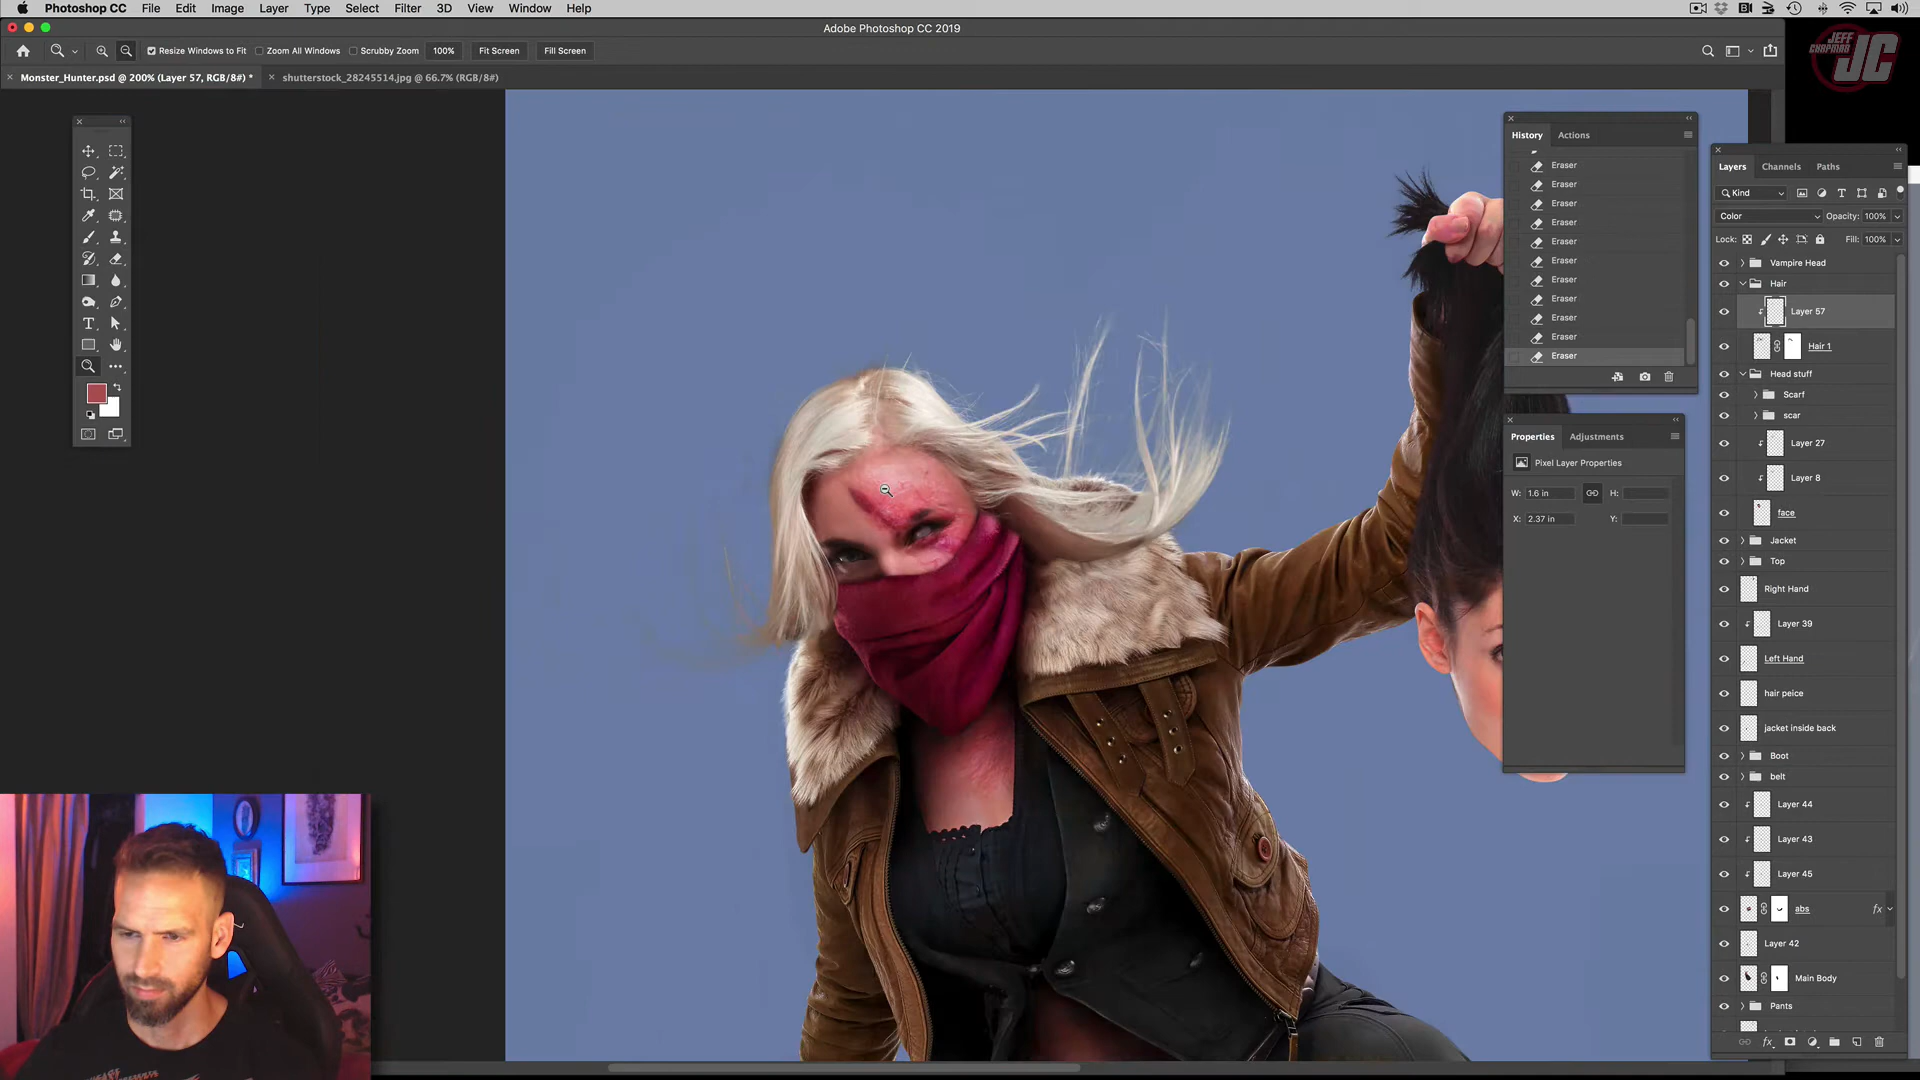 Photoshop CC File Edit Image Layer Type Select Filter 3D View Window Help
Adobe Photoshop CC 2019
Resize Windows to Fit Zoom All Windows Scrubby Zoom 100% Fit Screen Fill Screen
Monster_Hunter.psd @ 200% (Layer 57, RGB/8#) * shutterstock_28245514.jpg @ 66.7% (RGB/8#)
JEFF
CHAPMAN
JC
History Actions
Eraser
Eraser
Eraser
Eraser
Eraser
Eraser
Eraser
Eraser
Eraser
Eraser
Eraser
Properties Adjustments
Pixel Layer Properties
W: 1.6 in H:
X: 2.37 in Y:
Layers Channels Paths
Kind
Color Opacity: 100%
Lock: Fill: 100%
Vampire Head
Hair
Layer 57
Hair 1
Head stuff
Scarf
scar
Layer 27
Layer 8
face
Jacket
Top
Right Hand
Layer 39
Left Hand
hair peice
jacket inside back
Boot
belt
Layer 44
Layer 43
Layer 45
abs fx
Layer 42
Main Body
Pants
fx